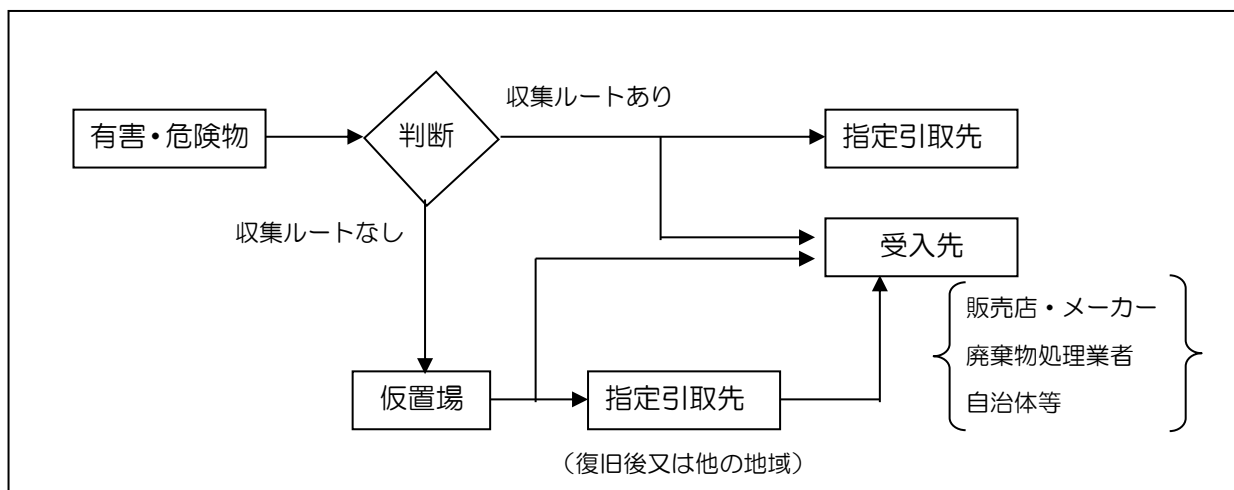 収集ルートあり
有害・危険物
判断
指定引取先
収集ルートなし
受入先
販売店・メーカー
廃棄物処理業者
自治体等
仮置場
指定引取先
（復旧後又は他の地域）